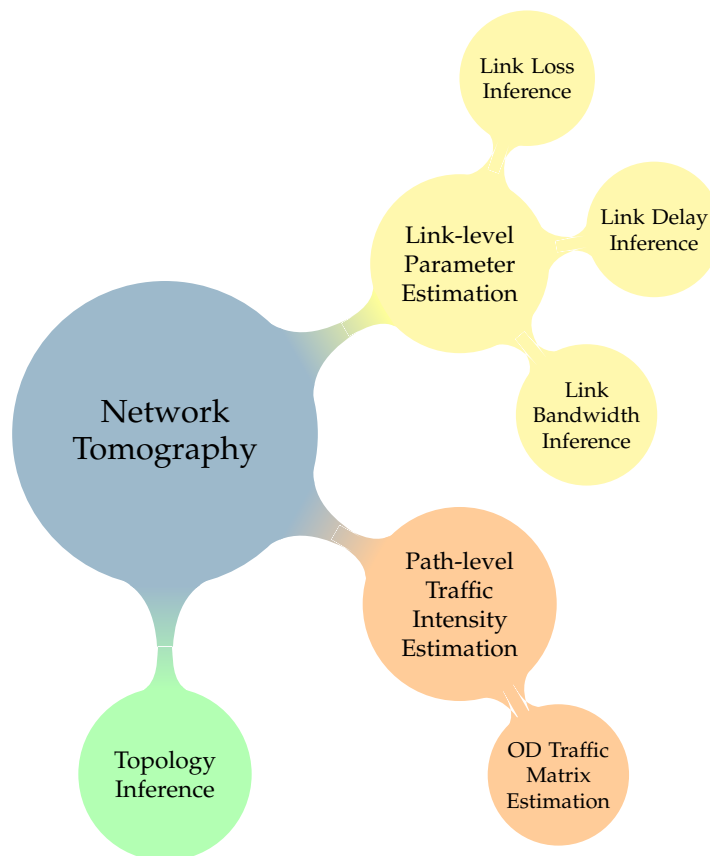 Link Loss
Inference
Link-level
Parameter
Estimation
Link Delay
Inference
Link
Bandwidth
Inference
Network
Tomography
Path-level
Traffic
Intensity
Estimation
Topology
Inference
OD Traffic
Matrix
Estimation